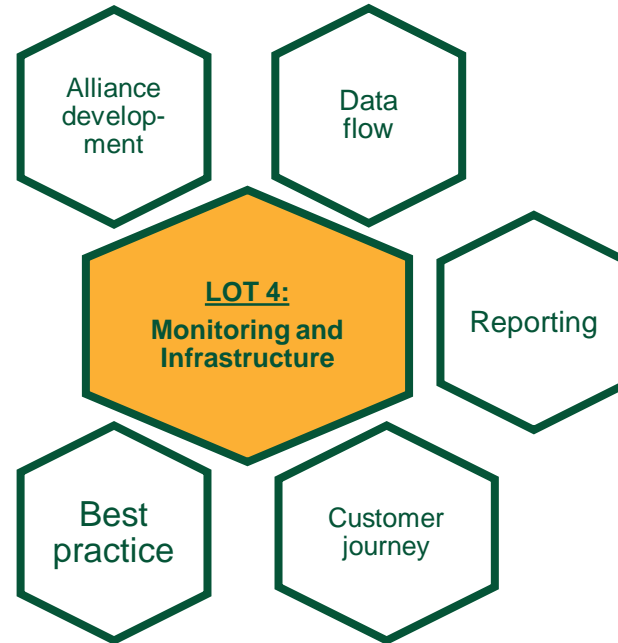 Alliance
develop-
ment
Data
flow
LOT 4:
Monitoring and
Infrastructure
Reporting
Best
practice
Customer
journey